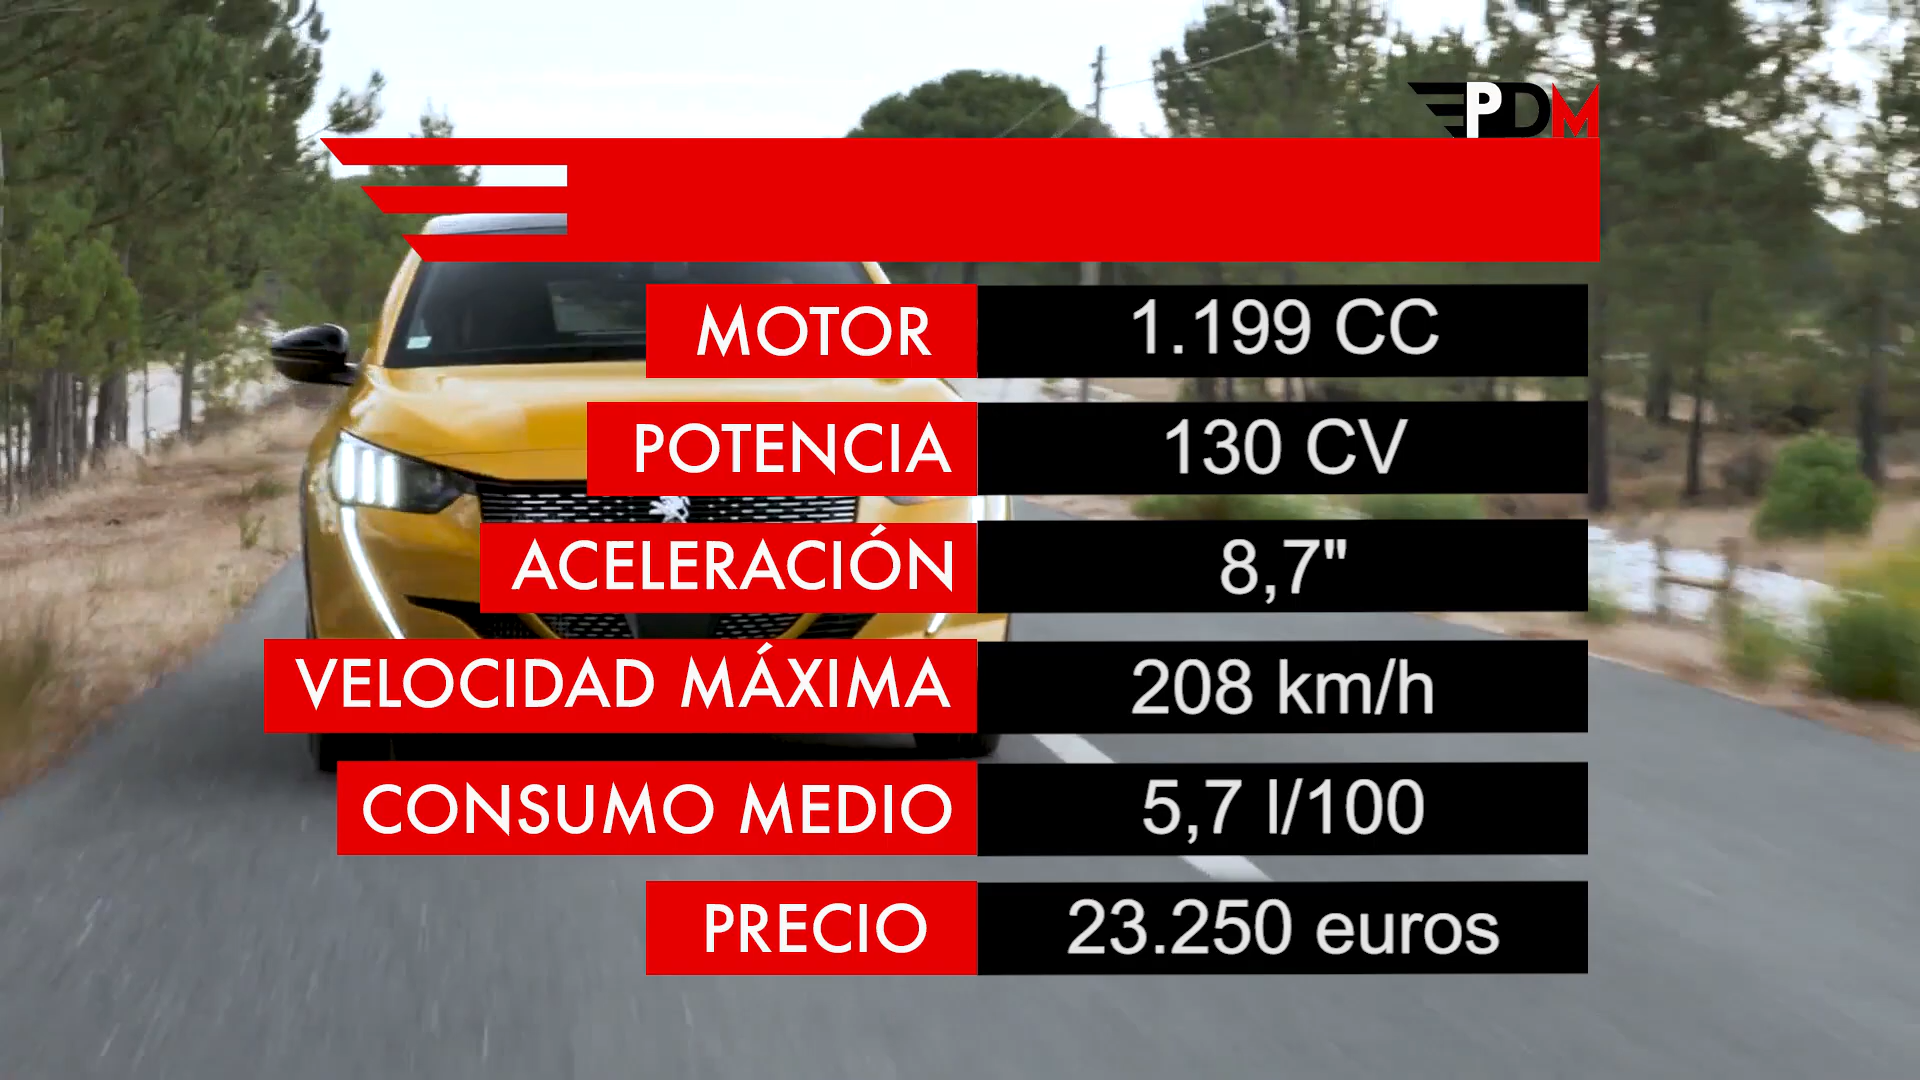 PDM
MOTOR 1.199 CC
POTENCIA 130 CV
ACELERACIÓN 8,7"
VELOCIDAD MÁXIMA 208 km/h
CONSUMO MEDIO 5,7 l/100
PRECIO 23.250 euros